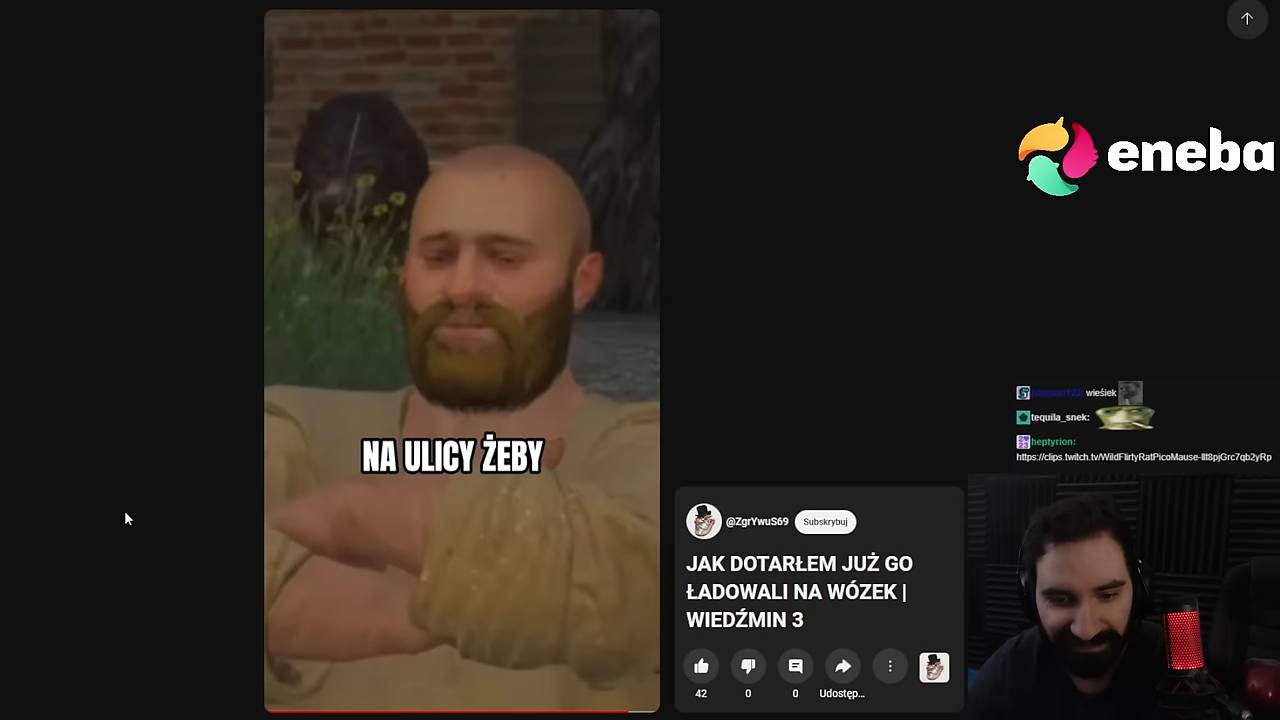 NA ULICY ŻEBY
eneba
wieśiek
tequila_snek:
heptyrion:
https://clips.twitch.tv/WildFlirtyRatPicoMause-Ilt8pjGrc7qb2yRp
@ZgrYwuS69
Subskrybuj
JAK DOTARŁEM JUŻ GO
ŁADOWALI NA WÓZEK |
WIEDŹMIN 3
42
0
0
Udostęp...